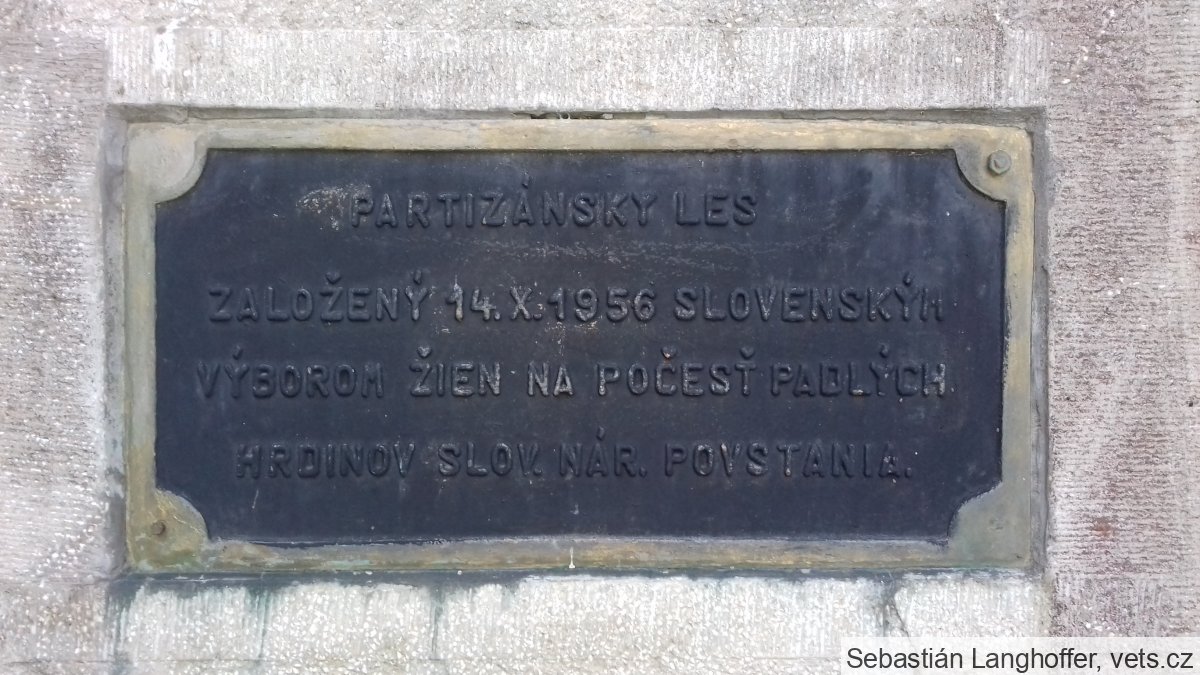 PARTIZÁNSKY LES
ZALOŽENÝ 14. X. 1956 SLOVENSKÝM
VÝBOROM ŽIEN NA POČESŤ PADLÝCH
HRDINOV SLOV. NÁR. POVSTANIA.
Sebastián Langhoffer, vets.cz